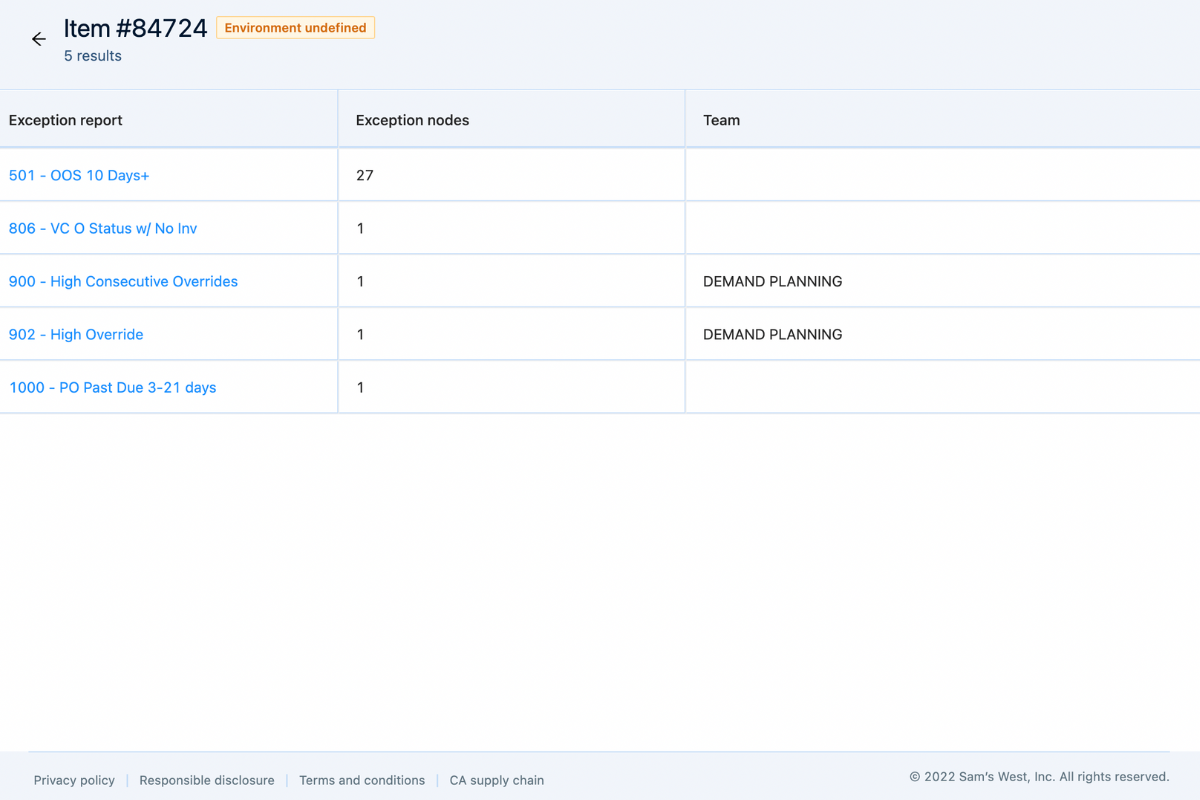 Item #84724 Environment undefined
5 results
Exception report Exception nodes Team
501 - OOS 10 Days+ 27
806 - VC O Status w/ No Inv 1
900 - High Consecutive Overrides 1 DEMAND PLANNING
902 - High Override 1 DEMAND PLANNING
1000 - PO Past Due 3-21 days 1
Privacy policy | Responsible disclosure | Terms and conditions | CA supply chain © 2022 Sam's West, Inc. All rights reserved.